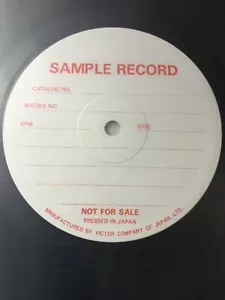 SAMPLE RECORD
CATALOG NO.
MATRIX NO.
RPM SIDE
NOT FOR SALE
PRESSED IN JAPAN
MANUFACTURED BY VICTOR COMPANY OF JAPAN, LTD.